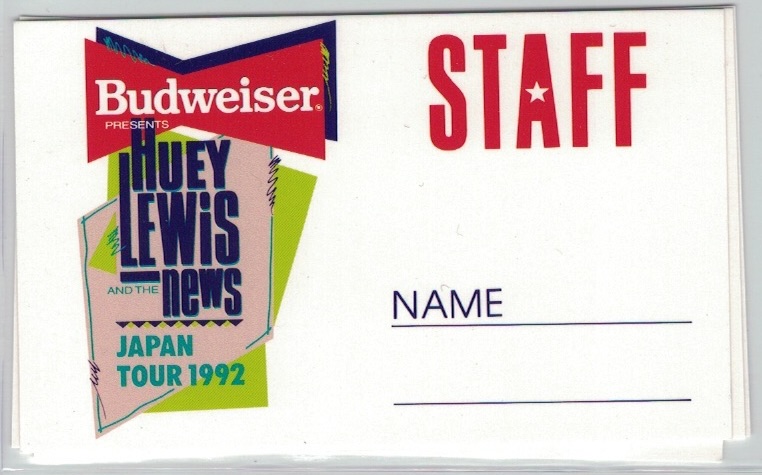 Budweiser®
PRESENTS
HUEY
LEWiS
AND THE news
JAPAN
TOUR 1992
STAFF
NAME